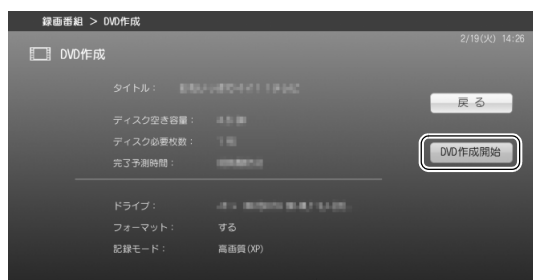 録画番組 > DVD作成
2/19(火) 14:26
DVD作成
タイトル：
戻る
ディスク空き容量：
ディスク必要枚数：
DVD作成開始
完了予測時間：
ドライブ：
フォーマット： する
記録モード： 高画質(XP)